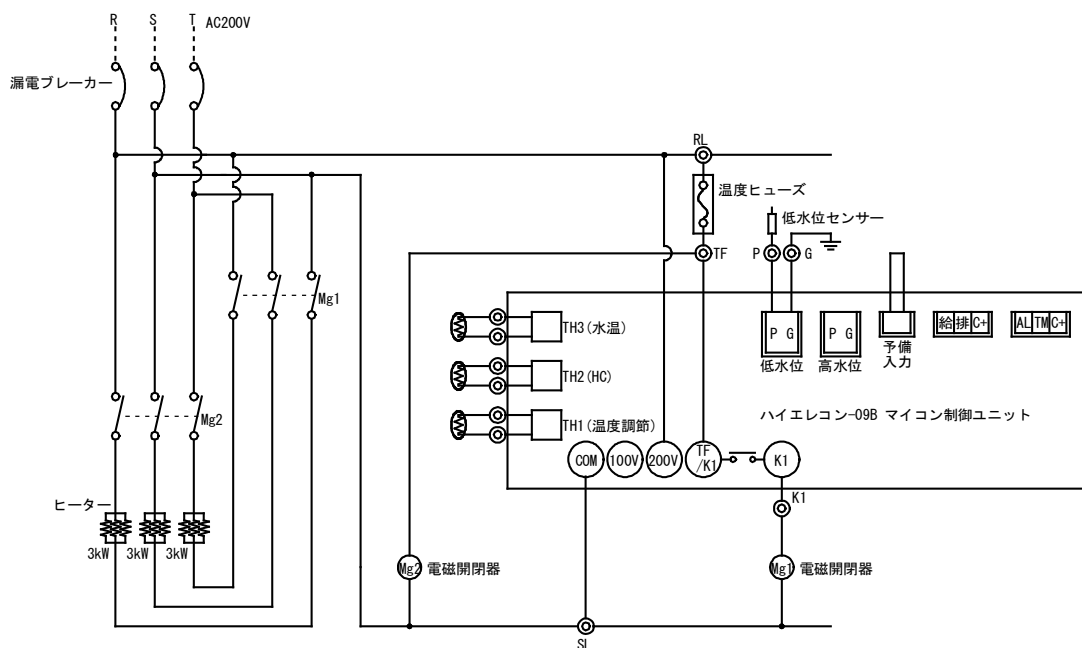 R S T AC200V
漏電ブレーカー
RL
温度ヒューズ
低水位センサー
TF
P G
Mg1
TH3(水温)
P G
P G
給 排 C+
AL TM C+
低水位
高水位
予備
入力
TH2(HC)
Mg2
TH1(温度調節)
ハイエレコン-09B マイコン制御ユニット
COM 100V 200V TF
/K1 K1
K1
ヒーター
3kW 3kW 3kW
Mg2 電磁開閉器
Mg1 電磁開閉器
SL